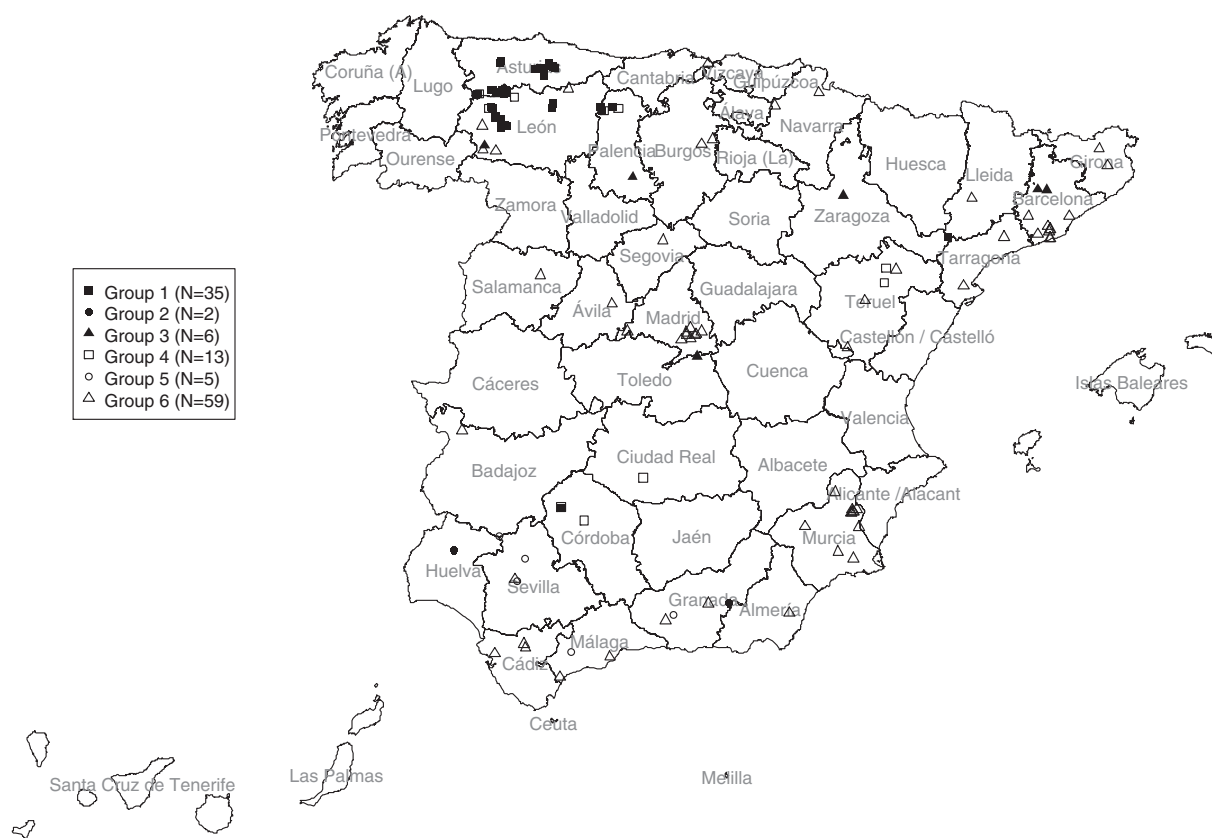 Coruña (A)
Lugo
Asturias
Cantabria
Vizcaya
Guipúzcoa
Pontevedra
Ourense
León
Palencia
Burgos
Álava
Navarra
Rioja (La)
Huesca
Lleida
Girona
Barcelona
Zamora
Valladolid
Soria
Zaragoza
Tarragona
Segovia
Salamanca
Ávila
Madrid
Guadalajara
Teruel
Castellón / Castelló
Group 1 (N=35)
Group 2 (N=2)
Group 3 (N=6)
Group 4 (N=13)
Group 5 (N=5)
Group 6 (N=59)
Cáceres
Toledo
Cuenca
Valencia
Islas Baleares
Badajoz
Ciudad Real
Albacete
Alicante /Alacant
Huelva
Sevilla
Córdoba
Jaén
Murcia
Granada
Almería
Cádiz
Málaga
Ceuta
Melilla
Santa Cruz de Tenerife
Las Palmas